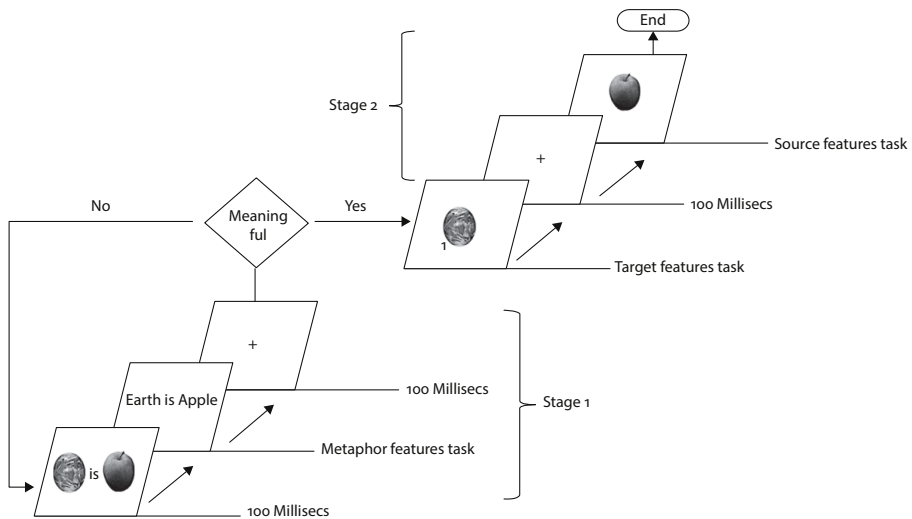 End
Stage 2
Source features task
+
100 Millisecs
No
Meaning
ful
Yes
1
Target features task
+
100 Millisecs
Earth is Apple
Stage 1
Metaphor features task
is
100 Millisecs